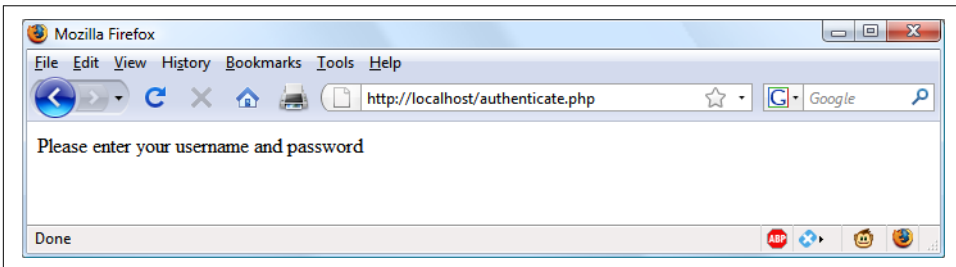 Mozilla Firefox
File Edit View History Bookmarks Tools Help
http://localhost/authenticate.php G Google
Please enter your username and password
Done ABP